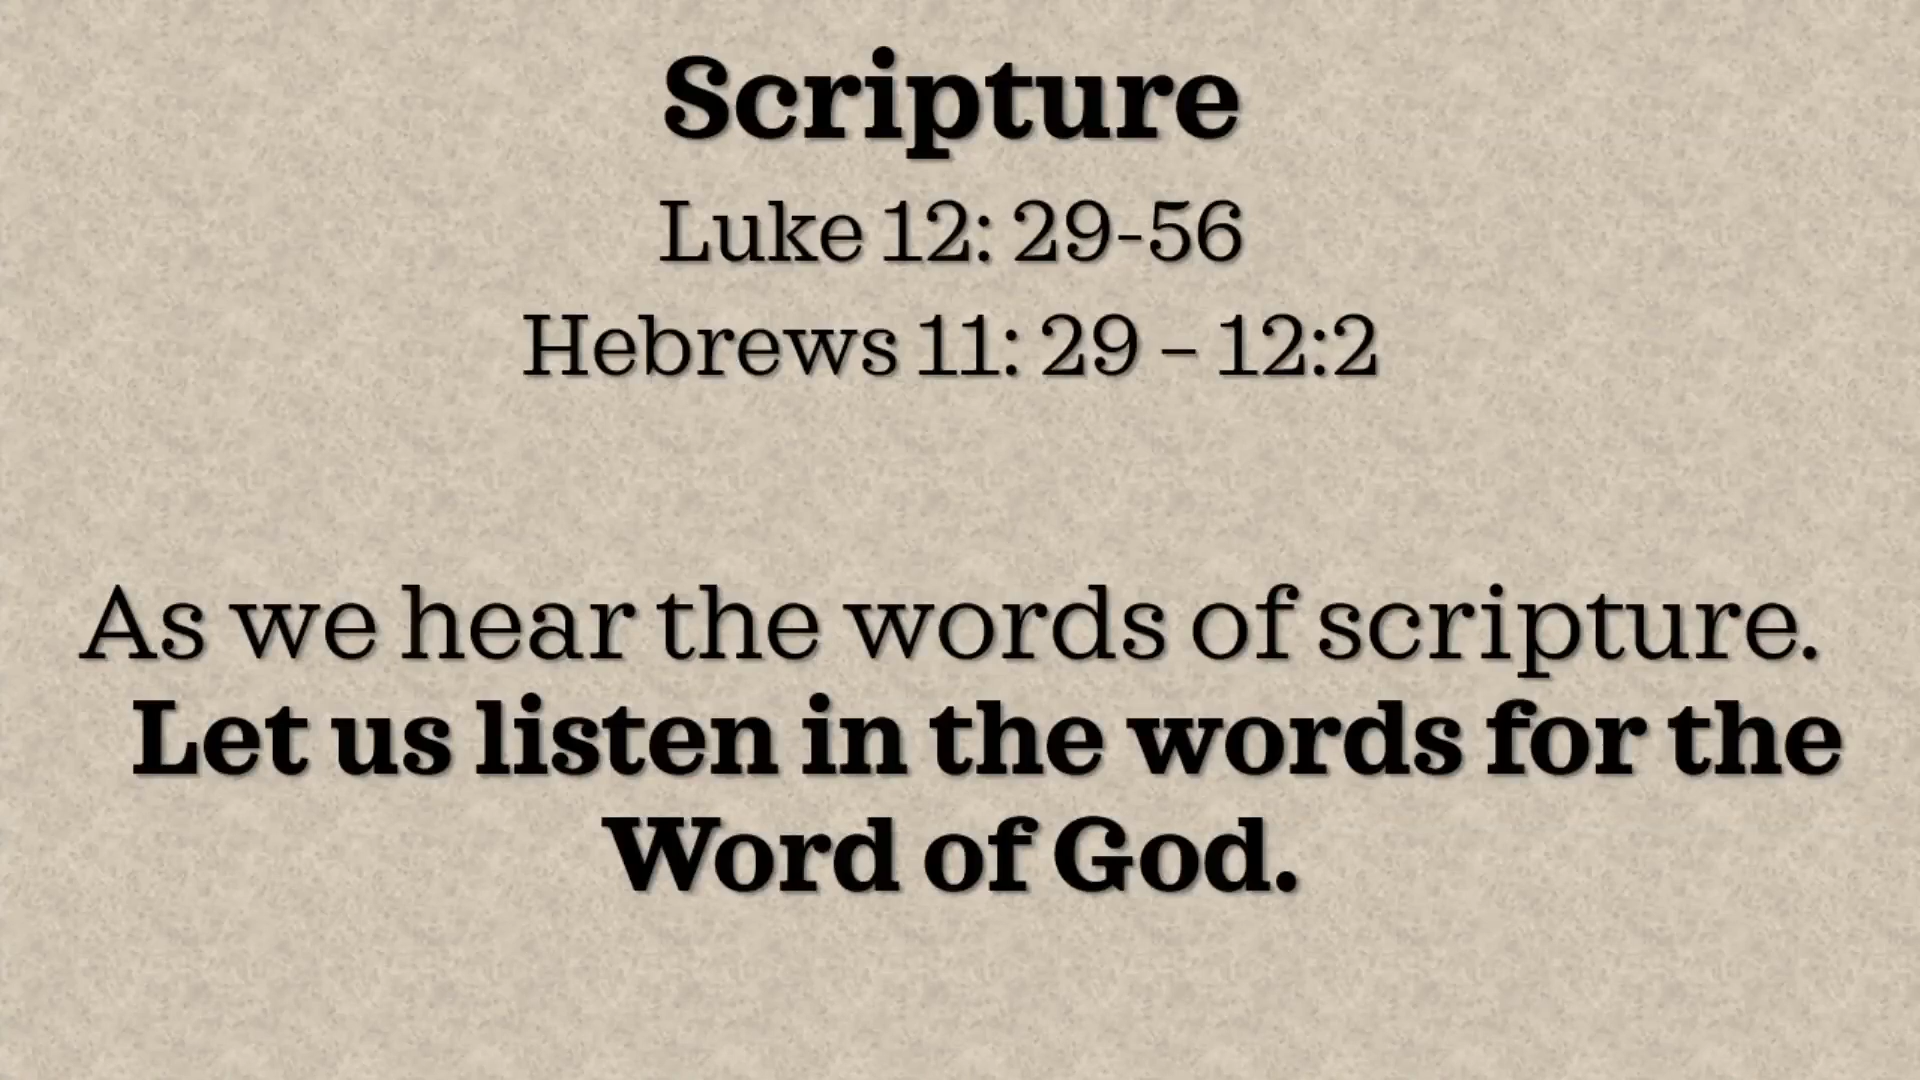 Scripture
Luke 12: 29-56
Hebrews 11: 29 – 12:2
As we hear the words of scripture.
Let us listen in the words for the
Word of God.